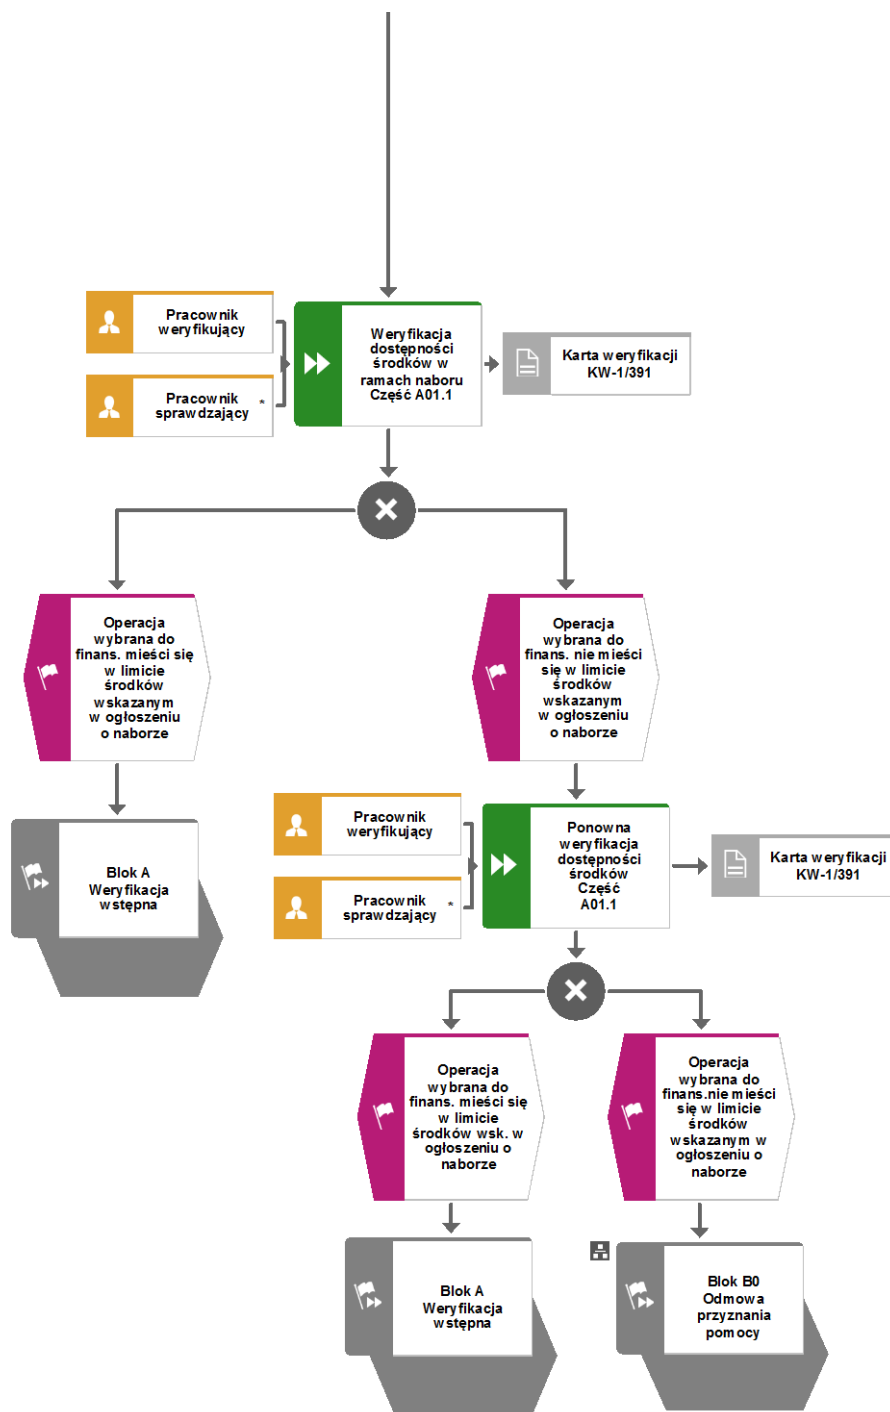 Pracownik
weryfikujący
Weryfikacja
dostępności
środków w
ramach naboru
Część A01.1
Karta weryfikacji
KW-1/391
Pracownik
sprawdzający *
Operacja
wybrana do
finans. mieści się
w limicie
środków
wskazanym
w ogłoszeniu
o naborze
Operacja
wybrana do
finans. nie mieści
się w limicie
środków
wskazanym
w ogłoszeniu
o naborze
Blok A
Weryfikacja
wstępna
Pracownik
weryfikujący
Pracownik
sprawdzający *
Ponowna
weryfikacja
dostępności
środków
Część
A01.1
Karta weryfikacji
KW-1/391
Operacja
wybrana do
finans. mieści się
w limicie
środków wsk. w
ogłoszeniu o
naborze
Operacja
wybrana do
finans.nie mieści
się w limicie
środków
wskazanym w
ogłoszeniu o
naborze
Blok A
Weryfikacja
wstępna
Blok B0
Odmowa
przyznania
pomocy